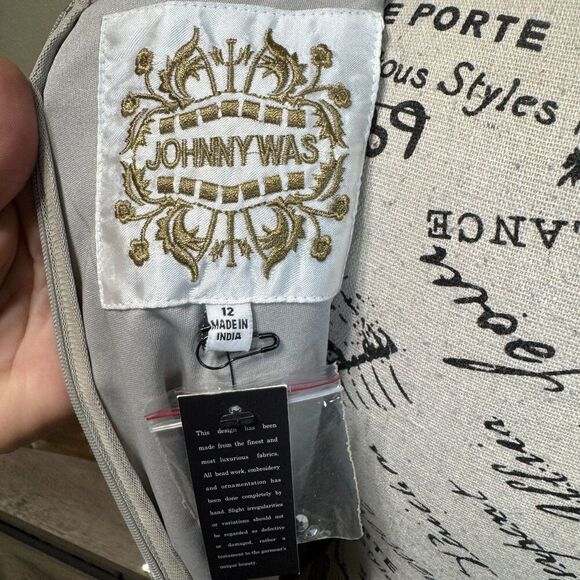 E PORTE
ous Styles
69
LANCE
JOHNNY WAS
12
MADE IN
INDIA
This design has been
made from the finest and
most luxurious fabrics.
All bead work, embroidery
and ornamentation has
been done completely by
hand. Slight irregularities
or variations should not
be regarded as defective
or damaged, rather a
testament to the garment's
unique beauty.